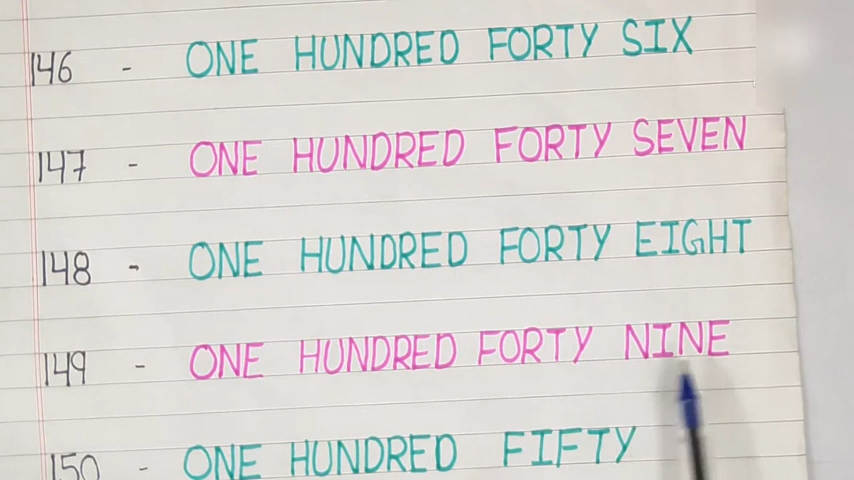 146 - ONE HUNDRED FORTY SIX
147 - ONE HUNDRED FORTY SEVEN
148 - ONE HUNDRED FORTY EIGHT
149 - ONE HUNDRED FORTY NINE
150 - ONE HUNDRED FIFTY